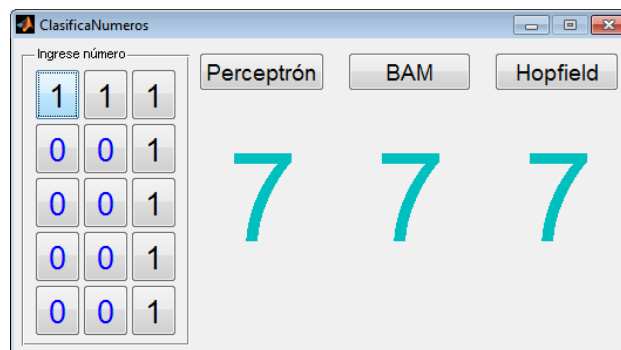 ClasificaNumeros
Ingrese número
Perceptrón BAM Hopfield
1 1 1
0 0 1
0 0 1
0 0 1
0 0 1
7 7 7